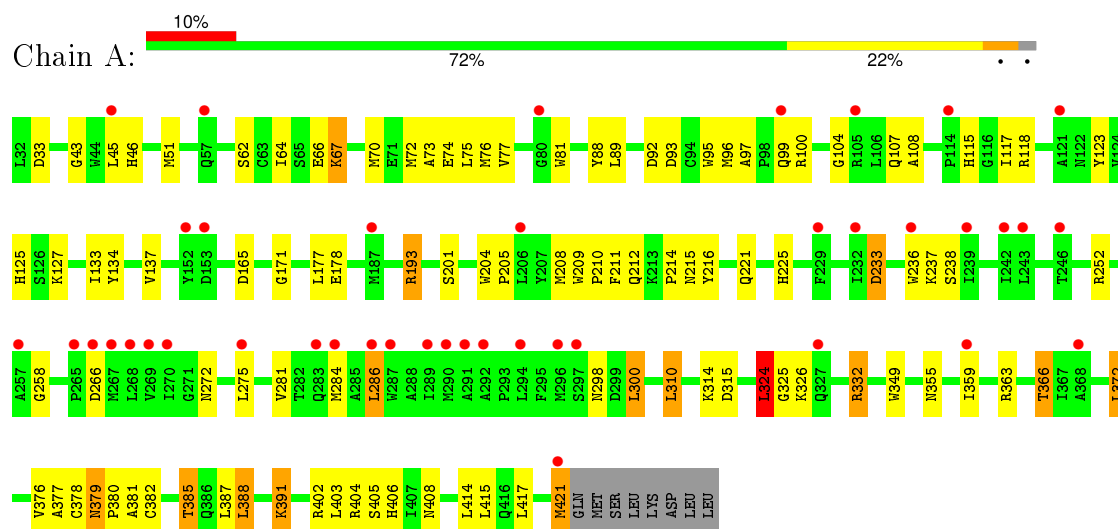 10%
Chain A:
72% 22% • •
L32 D33 G43 W44 L45 H46 M51 Q57 S62 C63 I64 S65 E66 K67 M70 E71 M72 A73 E74 L75 M76 V77 G80 W81 Y88 L89 D92 D93 C94 W95 M96 A97 P98 Q99 R100 G104 R105 L106 Q107 A108 P114 H115 G116 I117 R118 A121 N122 Y123
H125 S126 K127 I133 Y134 V137 Y152 D153 D165 G171 L177 E178 M187 R193 S201 W204 P205 L206 Y207 M208 W209 P210 F211 Q212 K213 P214 N215 Y216 Q221 H225 F229 I232 D233 W236 K237 S238 I239 I242 L243 T246 R252
A257 G258 P265 D266 M267 L268 V269 I270 G271 N272 L275 V281 T282 Q283 M284 A285 L286 W287 A288 I289 M290 A291 A292 P293 L294 F295 M296 S297 N298 D299 L300 L310 K314 D315 L324 G325 K326 Q327 R332 W349 N355 I359 R363 T366 I367 A368 L372
V376 A377 C378 N379 P380 A381 C382 T385 Q386 L387 L388 K391 R402 L403 R404 S405 H406 I407 N408 L414 L415 Q416 L417 M421 GLN MET SER LEU LYS ASP LEU LEU